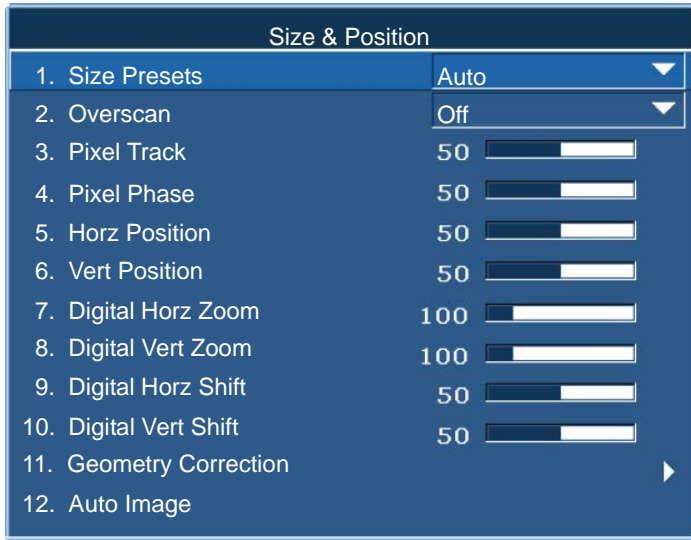 Size & Position
1. Size Presets Auto
2. Overscan Off
3. Pixel Track 50
4. Pixel Phase 50
5. Horz Position 50
6. Vert Position 50
7. Digital Horz Zoom 100
8. Digital Vert Zoom 100
9. Digital Horz Shift 50
10. Digital Vert Shift 50
11. Geometry Correction
12. Auto Image